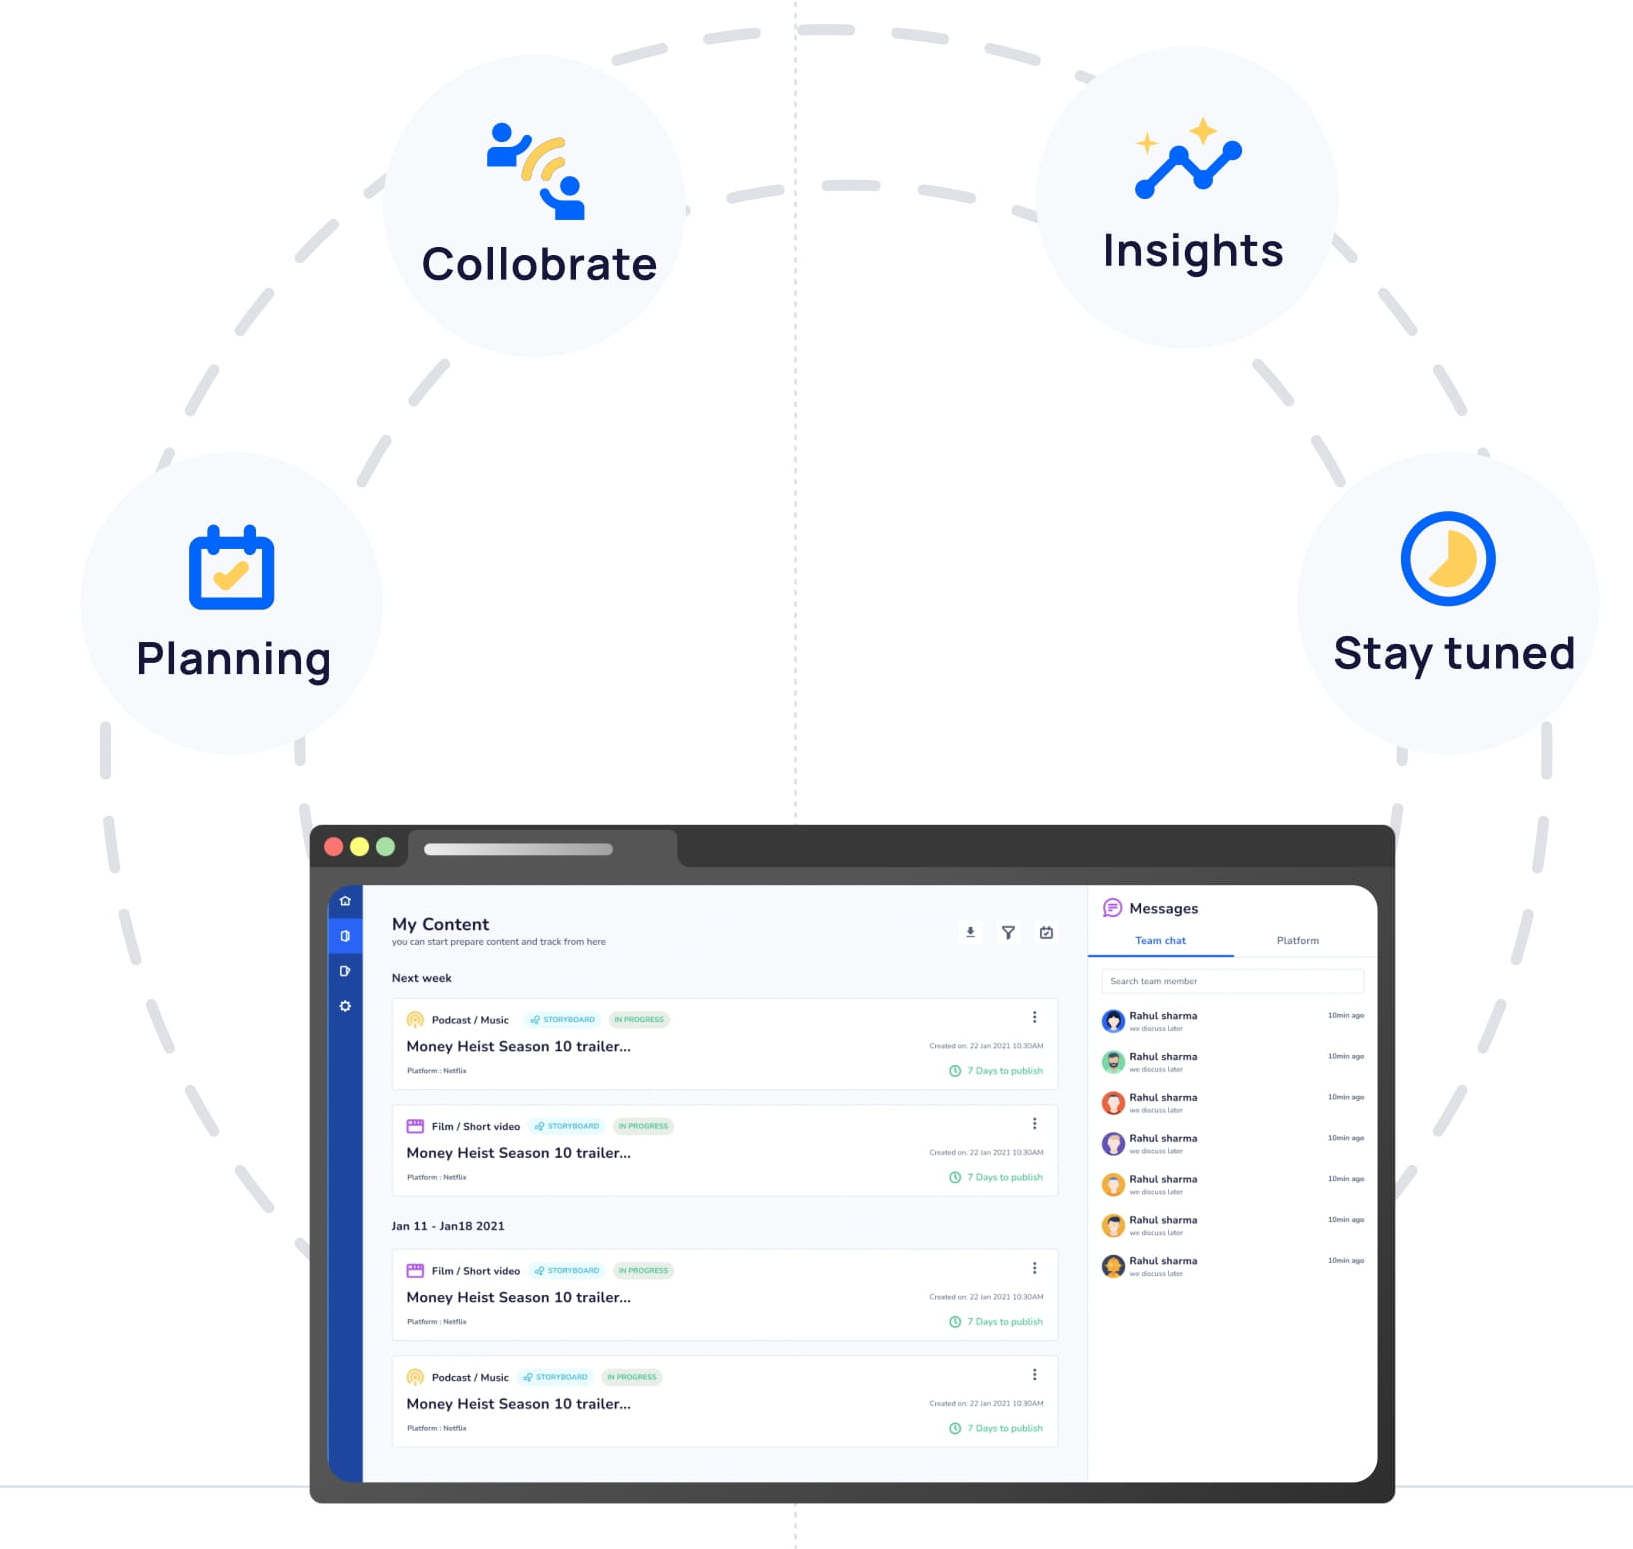 Collobrate
Insights
Planning
Stay tuned
My Content
you can start prepare content and track from here
Next week
Podcast / Music STORYBOARD IN PROGRESS
Money Heist Season 10 trailer...
Created on: 22 Jan 2021 10:30AM
Platform : Netflix
7 Days to publish
Film / Short video STORYBOARD IN PROGRESS
Money Heist Season 10 trailer...
Created on: 22 Jan 2021 10:30AM
Platform : Netflix
7 Days to publish
Jan 11 - Jan18 2021
Film / Short video STORYBOARD IN PROGRESS
Money Heist Season 10 trailer...
Created on: 22 Jan 2021 10:30AM
Platform : Netflix
7 Days to publish
Podcast / Music STORYBOARD IN PROGRESS
Money Heist Season 10 trailer...
Created on: 22 Jan 2021 10:30AM
Platform : Netflix
7 Days to publish
Messages
Team chat Platform
Search team member
Rahul sharma 10min ago
we discuss later
Rahul sharma 10min ago
we discuss later
Rahul sharma 10min ago
we discuss later
Rahul sharma 10min ago
we discuss later
Rahul sharma 10min ago
we discuss later
Rahul sharma 10min ago
we discuss later
Rahul sharma 10min ago
we discuss later